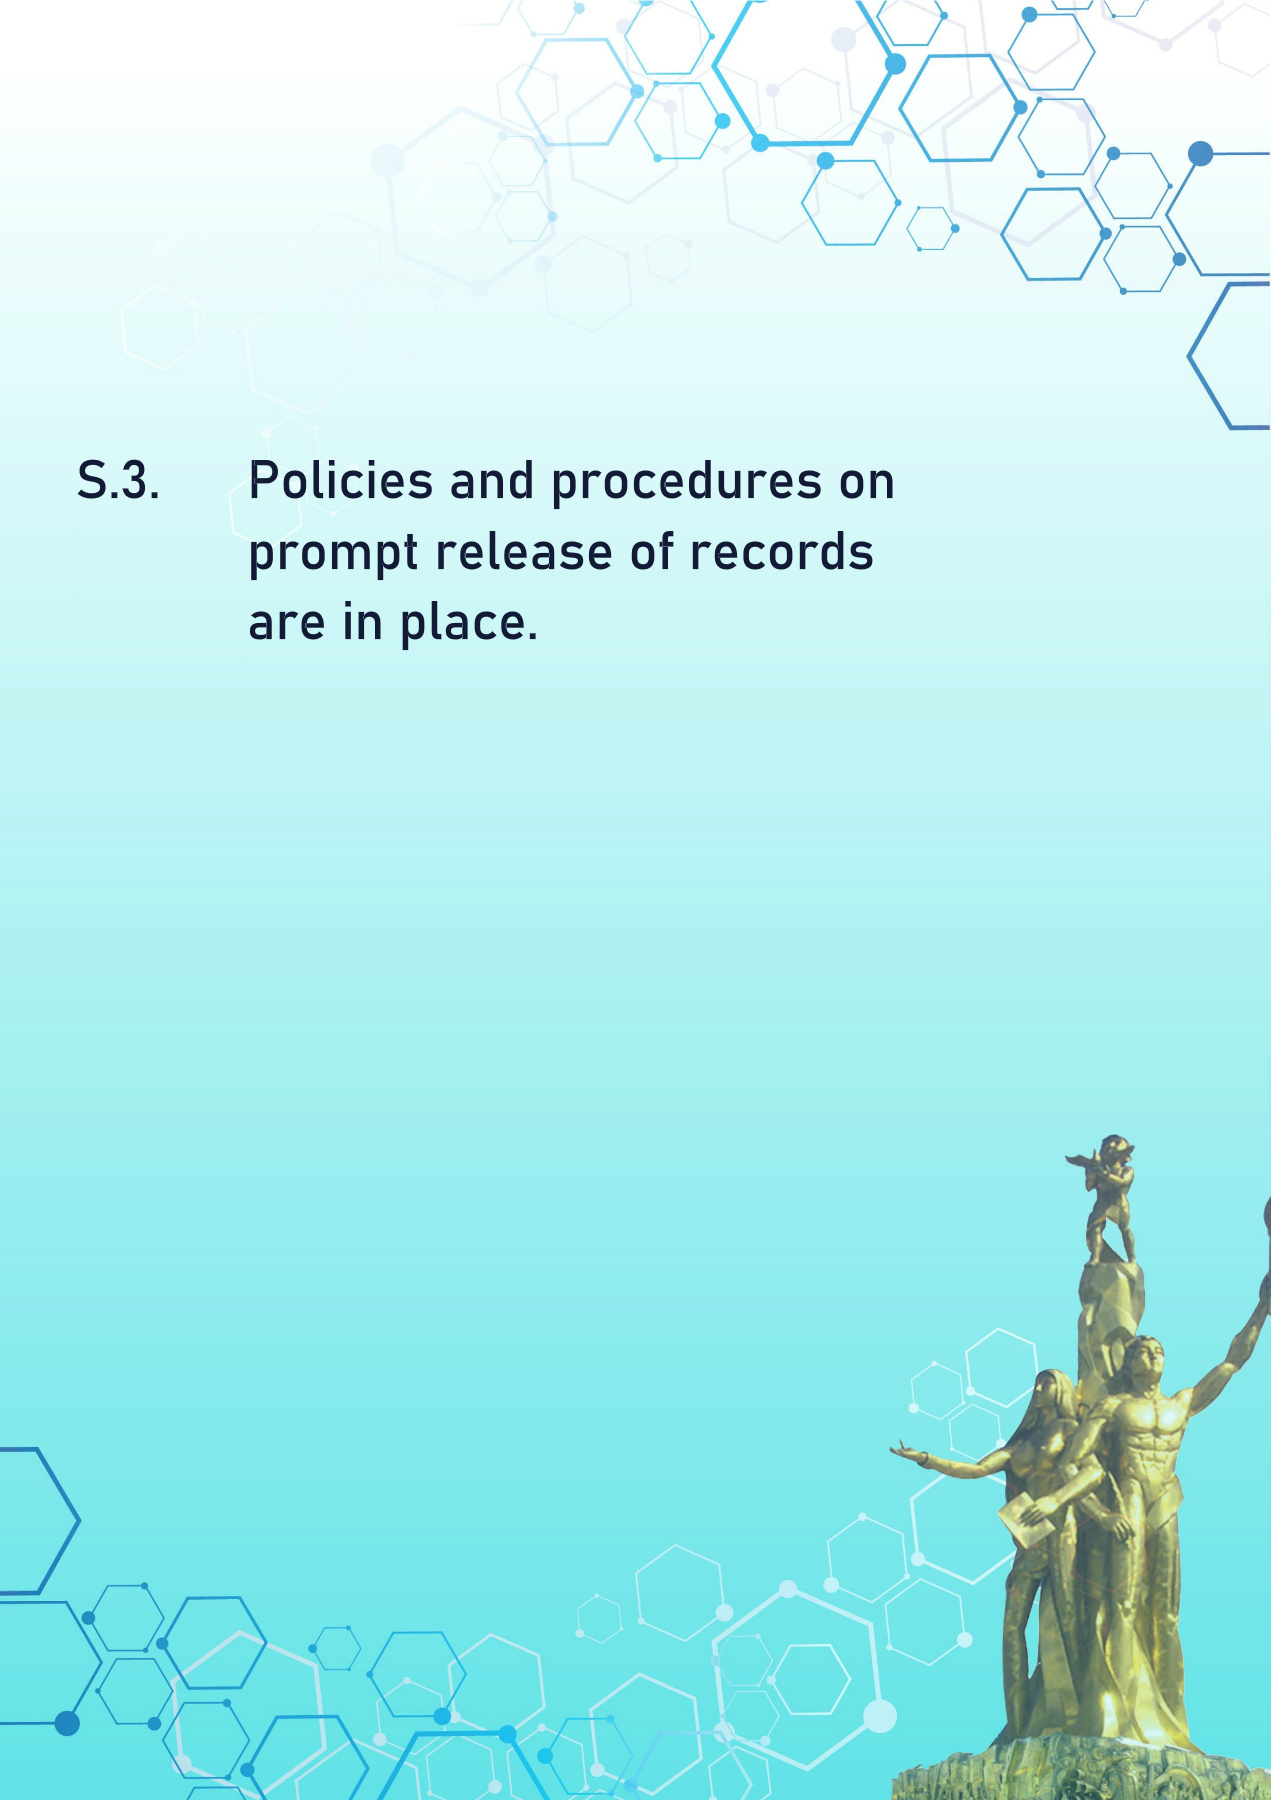 S.3. Policies and procedures on
prompt release of records
are in place.